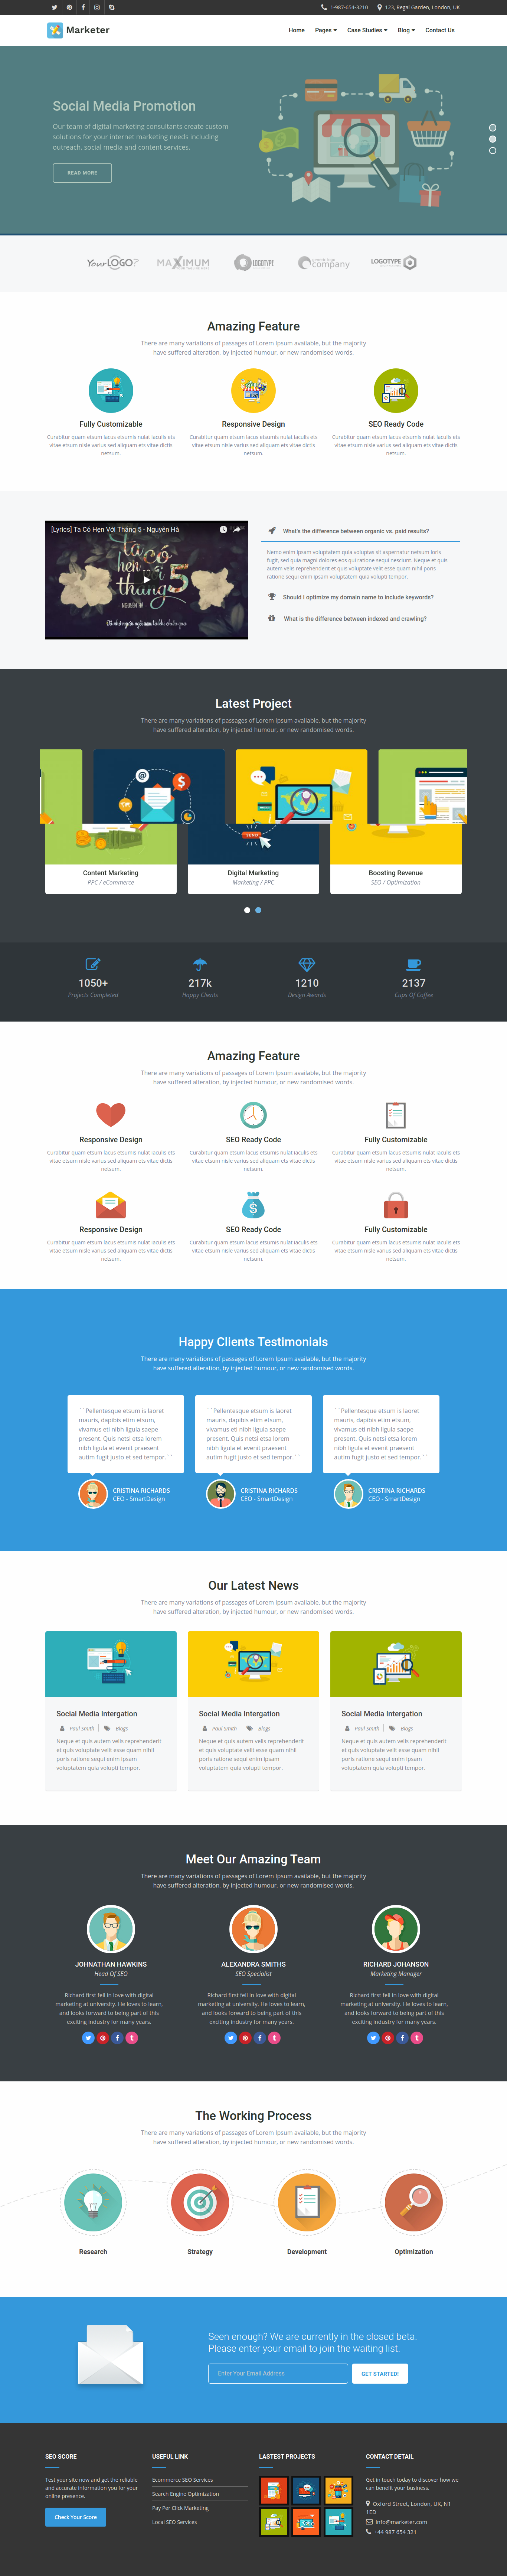 1-987-654-3210
123, Regal Garden, London, UK
Marketer
Home Pages Case Studies Blog Contact Us
Social Media Promotion
Our team of digital marketing consultants create custom
solutions for your internet marketing needs including
outreach, social media and content services.
READ MORE
Your LOGO?
MAXIMUM
LOGOTYPE
company
LOGOTYPE
Amazing Feature
There are many variations of passages of Lorem Ipsum available, but the majority
have suffered alteration, by injected humour, or new randomised words.
Fully Customizable
Curabitur quam etsum lacus etsumis nulat iaculis ets
vitae etsum nisle varius sed aliquam ets vitae dictis
netsum.
Responsive Design
Curabitur quam etsum lacus etsumis nulat iaculis ets
vitae etsum nisle varius sed aliquam ets vitae dictis
netsum.
SEO Ready Code
Curabitur quam etsum lacus etsumis nulat iaculis ets
vitae etsum nisle varius sed aliquam ets vitae dictis
netsum.
[Lyrics] Ta Có Hẹn Với Tháng 5 - Nguyên Hà
Ta
có
hẹn với
tháng 5
- NGUYÊN HÀ -
What's the difference between organic vs. paid results?
Nemo enim ipsam voluptatem quia voluptas sit aspernatur netsum loris
fugit, sed quia magni dolores eos qui ratione sequi nesciunt. Neque et quis
autem velis reprehenderit et quis voluptate velit esse quam nihil poris
ratione sequi enim ipsam voluptatem quia volupti tempor.
Should I optimize my domain name to include keywords?
What is the difference between indexed and crawling?
Latest Project
There are many variations of passages of Lorem Ipsum available, but the majority
have suffered alteration, by injected humour, or new randomised words.
SEND
Content Marketing
PPC / eCommerce
Digital Marketing
Marketing / PPC
Boosting Revenue
SEO / Optimization
1050+
Projects Completed
217k
Happy Clients
1210
Design Awards
2137
Cups Of Coffee
Amazing Feature
There are many variations of passages of Lorem Ipsum available, but the majority
have suffered alteration, by injected humour, or new randomised words.
Responsive Design
Curabitur quam etsum lacus etsumis nulat iaculis ets
vitae etsum nisle varius sed aliquam ets vitae dictis
netsum.
SEO Ready Code
Curabitur quam etsum lacus etsumis nulat iaculis ets
vitae etsum nisle varius sed aliquam ets vitae dictis
netsum.
Fully Customizable
Curabitur quam etsum lacus etsumis nulat iaculis ets
vitae etsum nisle varius sed aliquam ets vitae dictis
netsum.
Responsive Design
Curabitur quam etsum lacus etsumis nulat iaculis ets
vitae etsum nisle varius sed aliquam ets vitae dictis
netsum.
SEO Ready Code
Curabitur quam etsum lacus etsumis nulat iaculis ets
vitae etsum nisle varius sed aliquam ets vitae dictis
netsum.
Fully Customizable
Curabitur quam etsum lacus etsumis nulat iaculis ets
vitae etsum nisle varius sed aliquam ets vitae dictis
netsum.
Happy Clients Testimonials
There are many variations of passages of Lorem Ipsum available, but the majority
have suffered alteration, by injected humour, or new randomised words.
``Pellentesque etsum is laoret
mauris, dapibis etim etsum,
vivamus eti nibh ligula saepe
present. Quis netsi etsa lorem
nibh ligula et evenit praesent
autim fugit justo et sed tempor.``
CRISTINA RICHARDS
CEO - SmartDesign
``Pellentesque etsum is laoret
mauris, dapibis etim etsum,
vivamus eti nibh ligula saepe
present. Quis netsi etsa lorem
nibh ligula et evenit praesent
autim fugit justo et sed tempor.``
CRISTINA RICHARDS
CEO - SmartDesign
``Pellentesque etsum is laoret
mauris, dapibis etim etsum,
vivamus eti nibh ligula saepe
present. Quis netsi etsa lorem
nibh ligula et evenit praesent
autim fugit justo et sed tempor.``
CRISTINA RICHARDS
CEO - SmartDesign
Our Latest News
There are many variations of passages of Lorem Ipsum available, but the majority
have suffered alteration, by injected humour, or new randomised words.
Social Media Intergation
Paul Smith Blogs
Neque et quis autem velis reprehenderit
et quis voluptate velit esse quam nihil
poris ratione sequi enim ipsam
voluptatem quia volupti tempor.
Social Media Intergation
Paul Smith Blogs
Neque et quis autem velis reprehenderit
et quis voluptate velit esse quam nihil
poris ratione sequi enim ipsam
voluptatem quia volupti tempor.
Social Media Intergation
Paul Smith Blogs
Neque et quis autem velis reprehenderit
et quis voluptate velit esse quam nihil
poris ratione sequi enim ipsam
voluptatem quia volupti tempor.
Meet Our Amazing Team
There are many variations of passages of Lorem Ipsum available, but the majority
have suffered alteration, by injected humour, or new randomised words.
JOHNATHAN HAWKINS
Head Of SEO
Richard first fell in love with digital
marketing at university. He loves to learn,
and looks forward to being part of this
exciting industry for many years.
ALEXANDRA SMITHS
SEO Specialist
Richard first fell in love with digital
marketing at university. He loves to learn,
and looks forward to being part of this
exciting industry for many years.
RICHARD JOHANSON
Marketing Manager
Richard first fell in love with digital
marketing at university. He loves to learn,
and looks forward to being part of this
exciting industry for many years.
The Working Process
There are many variations of passages of Lorem Ipsum available, but the majority
have suffered alteration, by injected humour, or new randomised words.
Research
Strategy
Development
Optimization
Seen enough? We are currently in the closed beta.
Please enter your email to join the waiting list.
Enter Your Email Address
GET STARTED!
SEO SCORE
Test your site now and get the reliable
and accurate information you for your
online presence.
Check Your Score
USEFUL LINK
Ecommerce SEO Services
Search Engine Optimization
Pay Per Click Marketing
Local SEO Services
LASTEST PROJECTS
CONTACT DETAIL
Get in touch today to discover how we
can benefit your business.
Oxford Street, London, UK, N1
1ED
info@marketer.com
+44 987 654 321